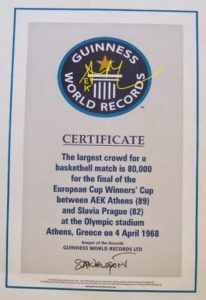 GUINNESS
AEK
WORLD RECORDS
CERTIFICATE
The largest crowd for a
basketball match is 80,000
for the final of the
European Cup Winners' Cup
between AEK Athens (89)
and Slavia Prague (82)
at the Olympic stadium
Athens, Greece on 4 April 1968
Keeper of the Records
GUINNESS WORLD RECORDS LTD